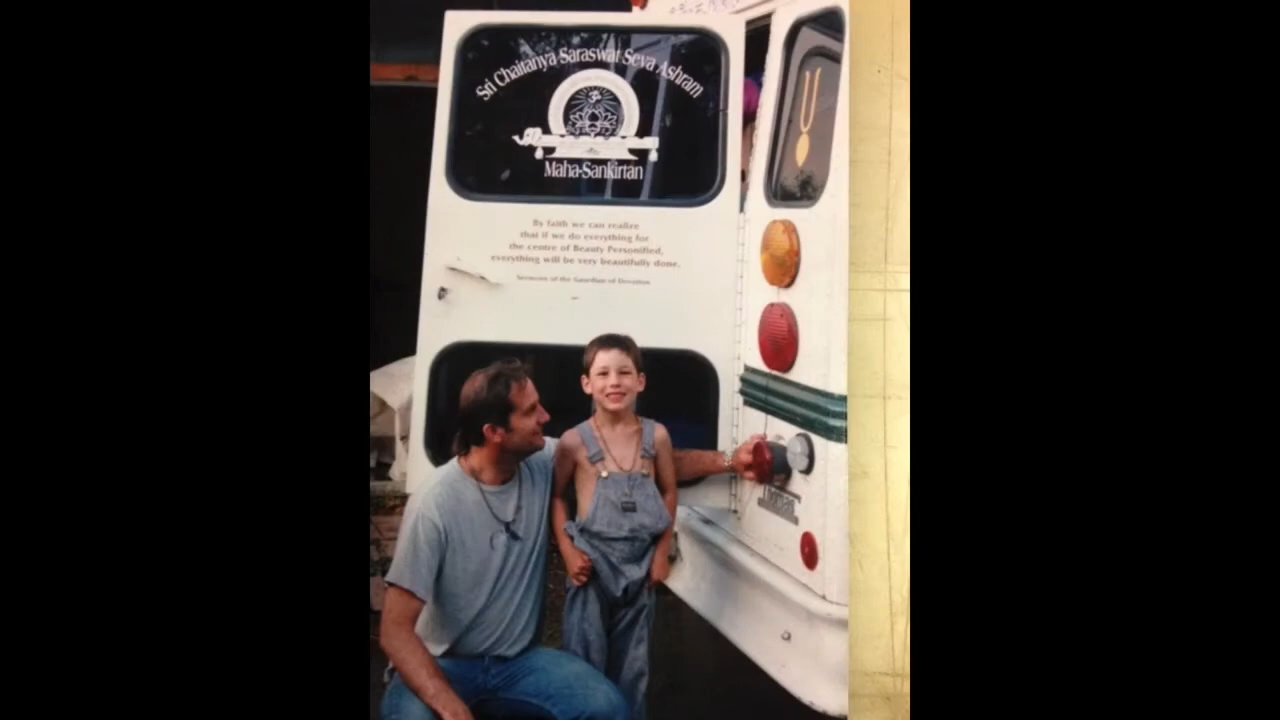 Sri Chaitanya Saraswat Seva Ashram
ॐ
Maha-Sankirtan
By faith we can realize
that if we do everything for
the centre of Beauty Personified,
everything will be very beautifully done.
Sermons of the Guardian of Devotion
Thomas